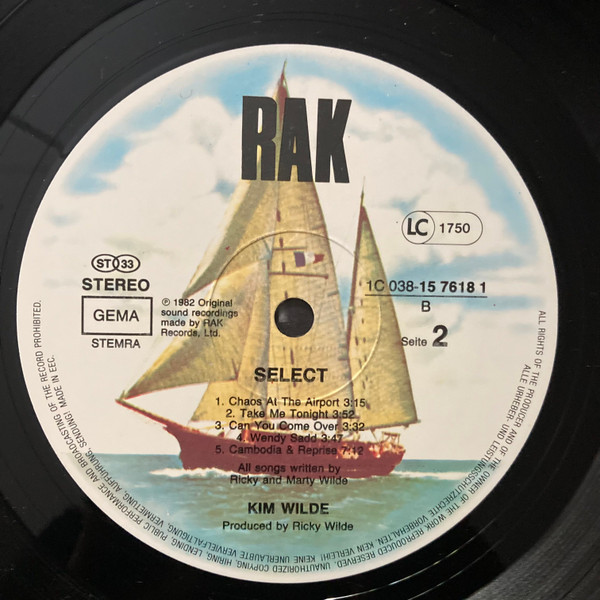 RAK
LC 1750
ST 33
STEREO
GEMA
STEMRA
℗ 1982 Original
sound recordings
made by RAK
Records, Ltd.
1C 038-15 7618 1
B
Seite 2
SELECT
1. Chaos At The Airport 3:15
2. Take Me Tonight 3:52
3. Can You Come Over 3:32
4. Wendy Sadd 3:47
5. Cambodia & Reprise 7:12
All songs written by
Ricky and Marty Wilde
KIM WILDE
Produced by Ricky Wilde
ALL RIGHTS OF THE PRODUCER AND OF THE OWNER OF THE WORK REPRODUCED RESERVED. UNAUTHORIZED COPYING, HIRING, LENDING, PUBLIC PERFORMANCE AND BROADCASTING OF THE RECORD PROHIBITED.
ALLE URHEBER- UND LEISTUNGSSCHUTZRECHTE VORBEHALTEN. KEIN VERLEIH! KEINE UNERLAUBTE VERVIELFÄLTIGUNG, VERMIETUNG, AUFFÜHRUNG, SENDUNG! MADE IN EEC.